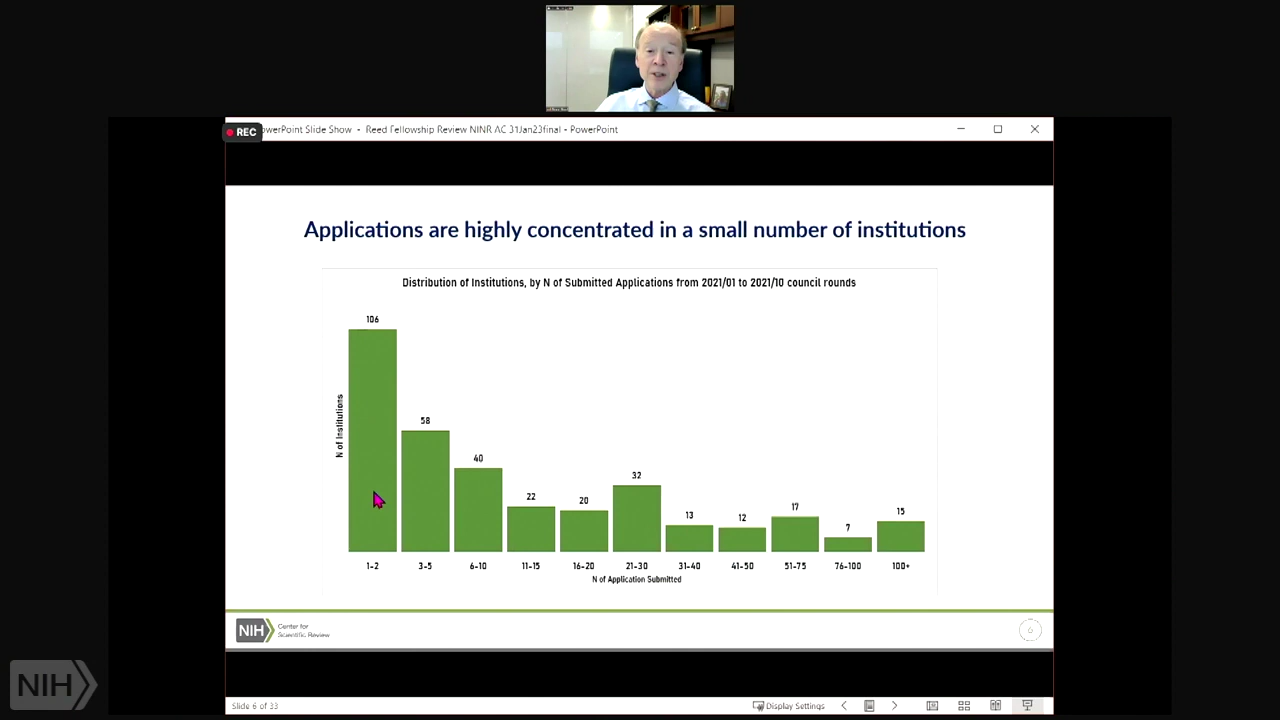 REC
owerPoint Slide Show - Reed Fellowship Review NINR AC 31Jan23final - PowerPoint
Applications are highly concentrated in a small number of institutions
Distribution of Institutions, by N of Submitted Applications from 2021/01 to 2021/10 council rounds
N of Institutions
106
58
40
22
20
32
13
12
17
7
15
1-2
3-5
6-10
11-15
16-20
21-30
31-40
41-50
51-75
76-100
100+
N of Application Submitted
NIH
Center for
Scientific Review
6
NIH
Slide 6 of 33
Display Settings